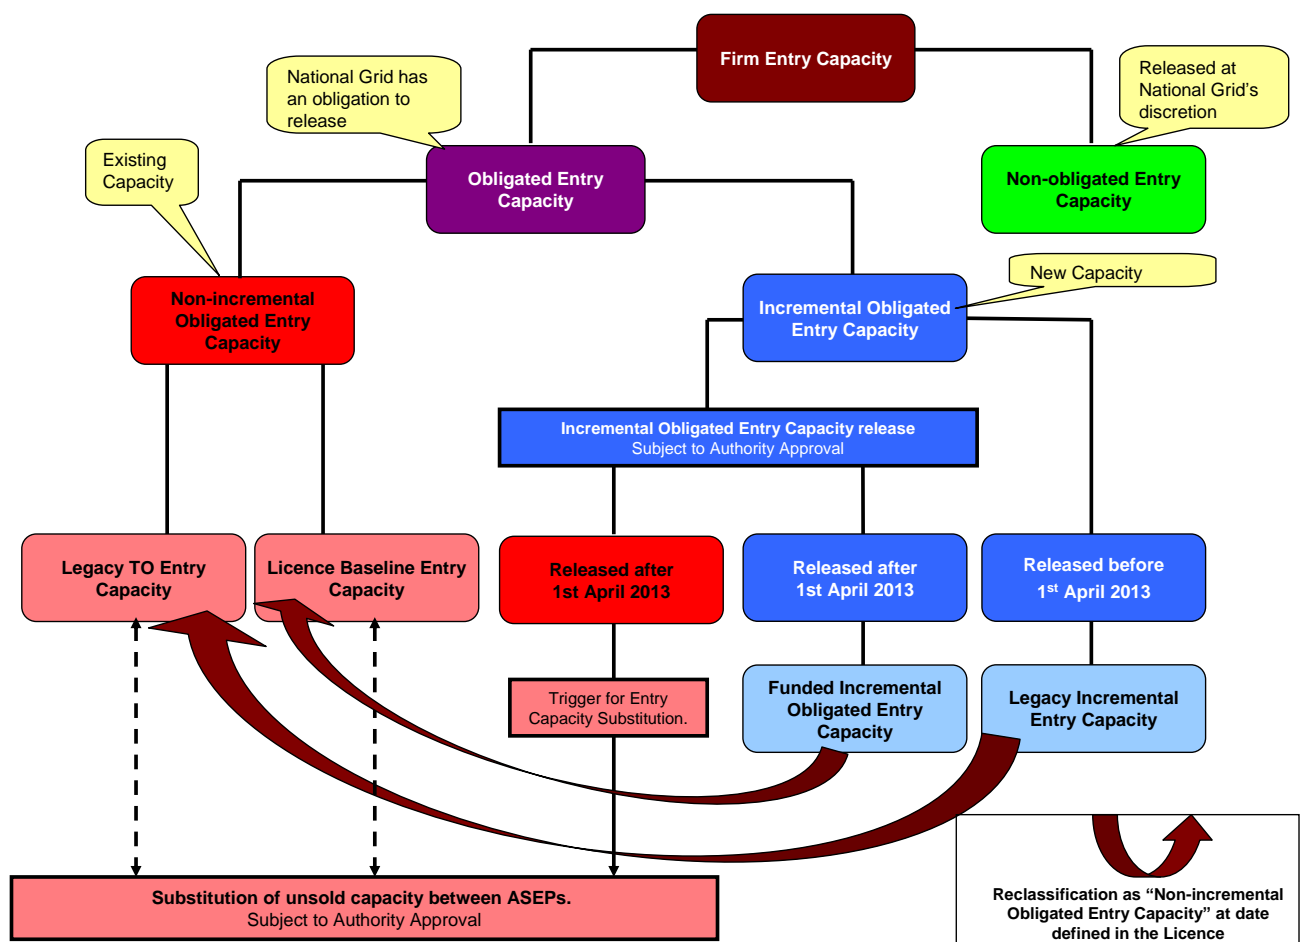 Firm Entry Capacity
National Grid has
an obligation to
release
Released at
National Grid's
discretion
Existing
Capacity
Obligated Entry
Capacity
Non-obligated Entry
Capacity
New Capacity
Non-incremental
Obligated Entry
Capacity
Incremental Obligated
Entry Capacity
Incremental Obligated Entry Capacity release
Subject to Authority Approval
Legacy TO Entry
Capacity
Licence Baseline Entry
Capacity
Released after
1st April 2013
Released after
1st April 2013
Released before
1st April 2013
Trigger for Entry
Capacity Substitution.
Funded Incremental
Obligated Entry
Capacity
Legacy Incremental
Entry Capacity
Substitution of unsold capacity between ASEPs.
Subject to Authority Approval
Reclassification as “Non-incremental
Obligated Entry Capacity” at date
defined in the Licence